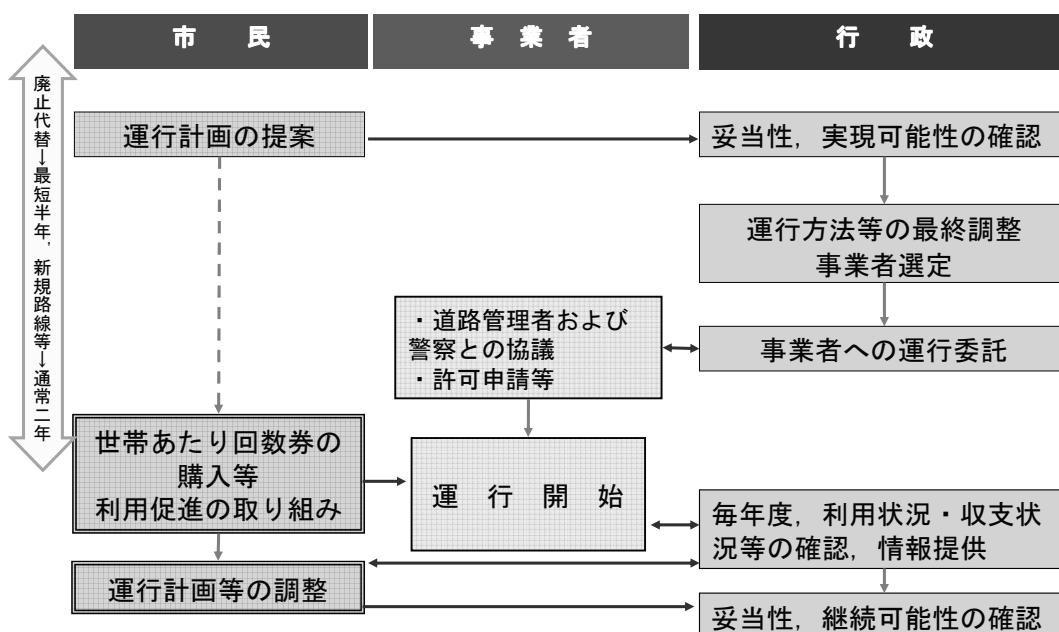 市　民
事　業　者
行　政
廃止代替→最短半年，新規路線等→通常二年
運行計画の提案
妥当性，実現可能性の確認
運行方法等の最終調整
事業者選定
・道路管理者および
警察との協議
・許可申請等
事業者への運行委託
世帯あたり回数券の
購入等
利用促進の取り組み
運　行　開　始
毎年度，利用状況・収支状
況等の確認，情報提供
運行計画等の調整
妥当性，継続可能性の確認